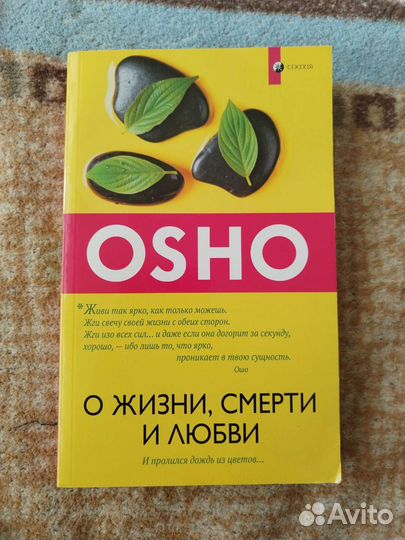 СОФИЯ
OSHO
*Живи так ярко, как только можешь.
Жги свечу своей жизни с обеих сторон.
Жги изо всех сил... и даже если она догорит за секунду,
хорошо, — ибо лишь то, что ярко,
проникает в твою сущность.
Ошо
О ЖИЗНИ, СМЕРТИ
И ЛЮБВИ
И пролился дождь из цветов...
Avito